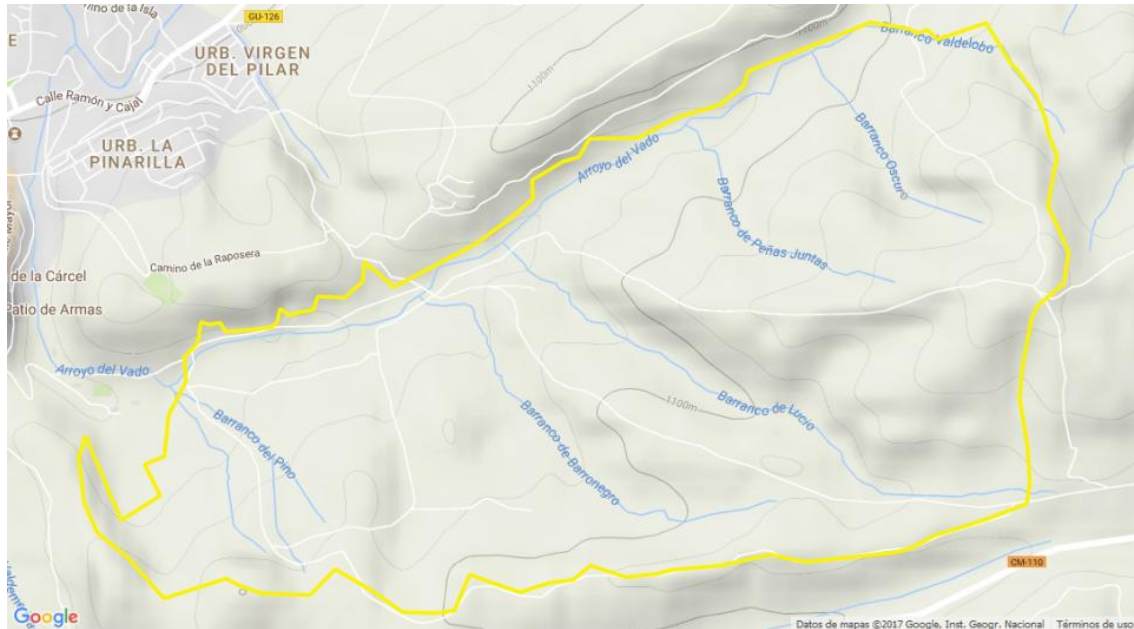 mino de la Isla
GU-126
E
URB. VIRGEN
DEL PILAR
Barranco Valdelobo
1100m
1100m
Calle Ramón y Cajal
URB. LA
PINARILLA
Arroyo del Vado
Barranco Oscuro
Barranco de Peñas Juntas
Mayor
Camino de la Raposera
de la Cárcel
Patio de Armas
Arroyo del Vado
Barranco del Pino
Barranco de Barronegro
1100m
Barranco de Lucio
CM-110
Google
Datos de mapas ©2017 Google, Inst. Geogr. Nacional
Términos de uso